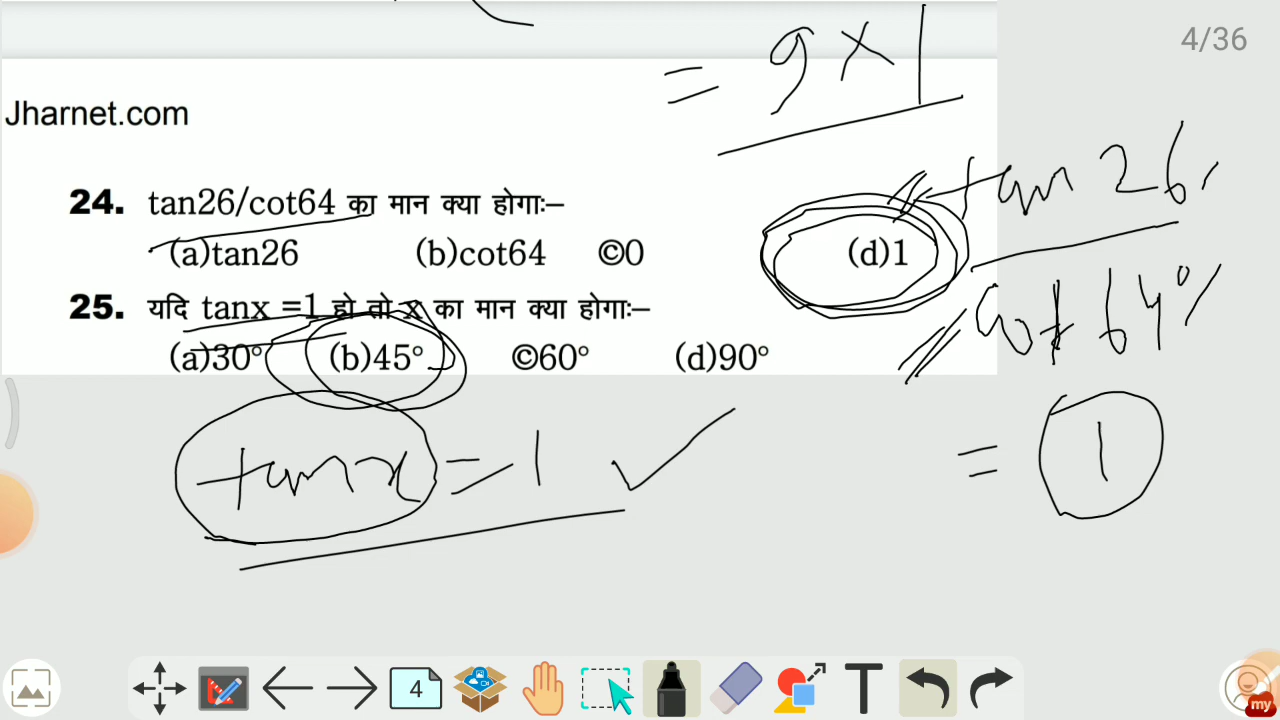 = 9 × 1
4/36
Jharnet.com
24. tan26/cot64 का मान क्या होगाः–
(a)tan26 (b)cot64 ©0 (d)1
25. यदि tanx =1 हो तो x का मान क्या होगाः–
(a)30° (b)45° ©60° (d)90°
tan 26°
cot 64°
= 1
tanx = 1 ✓
4
T
my